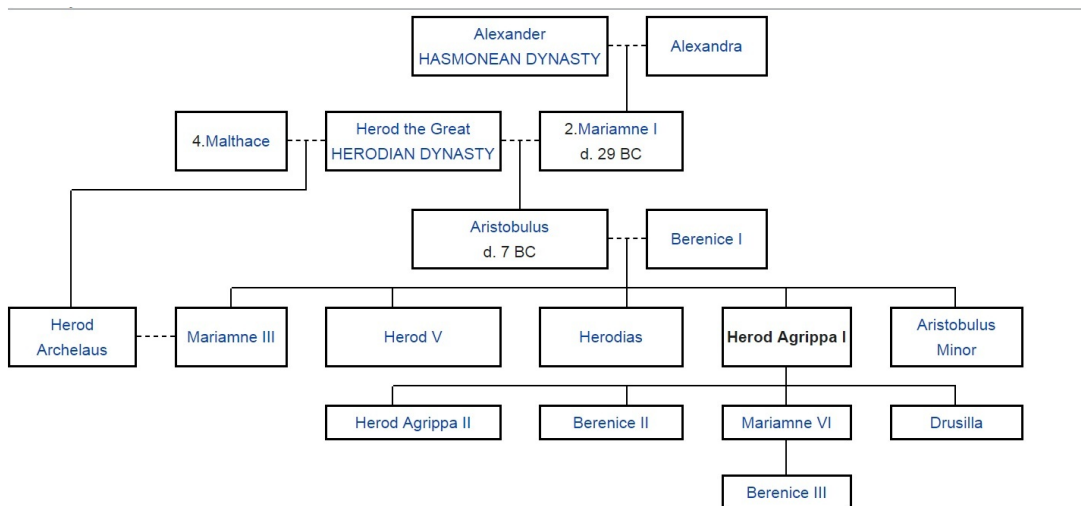 Alexander
HASMONEAN DYNASTY
Alexandra
4.Malthace
Herod the Great
HERODIAN DYNASTY
2.Mariamne I
d. 29 BC
Aristobulus
d. 7 BC
Berenice I
Herod
Archelaus
Mariamne III
Herod V
Herodias
Herod Agrippa I
Aristobulus
Minor
Herod Agrippa II
Berenice II
Mariamne VI
Drusilla
Berenice III